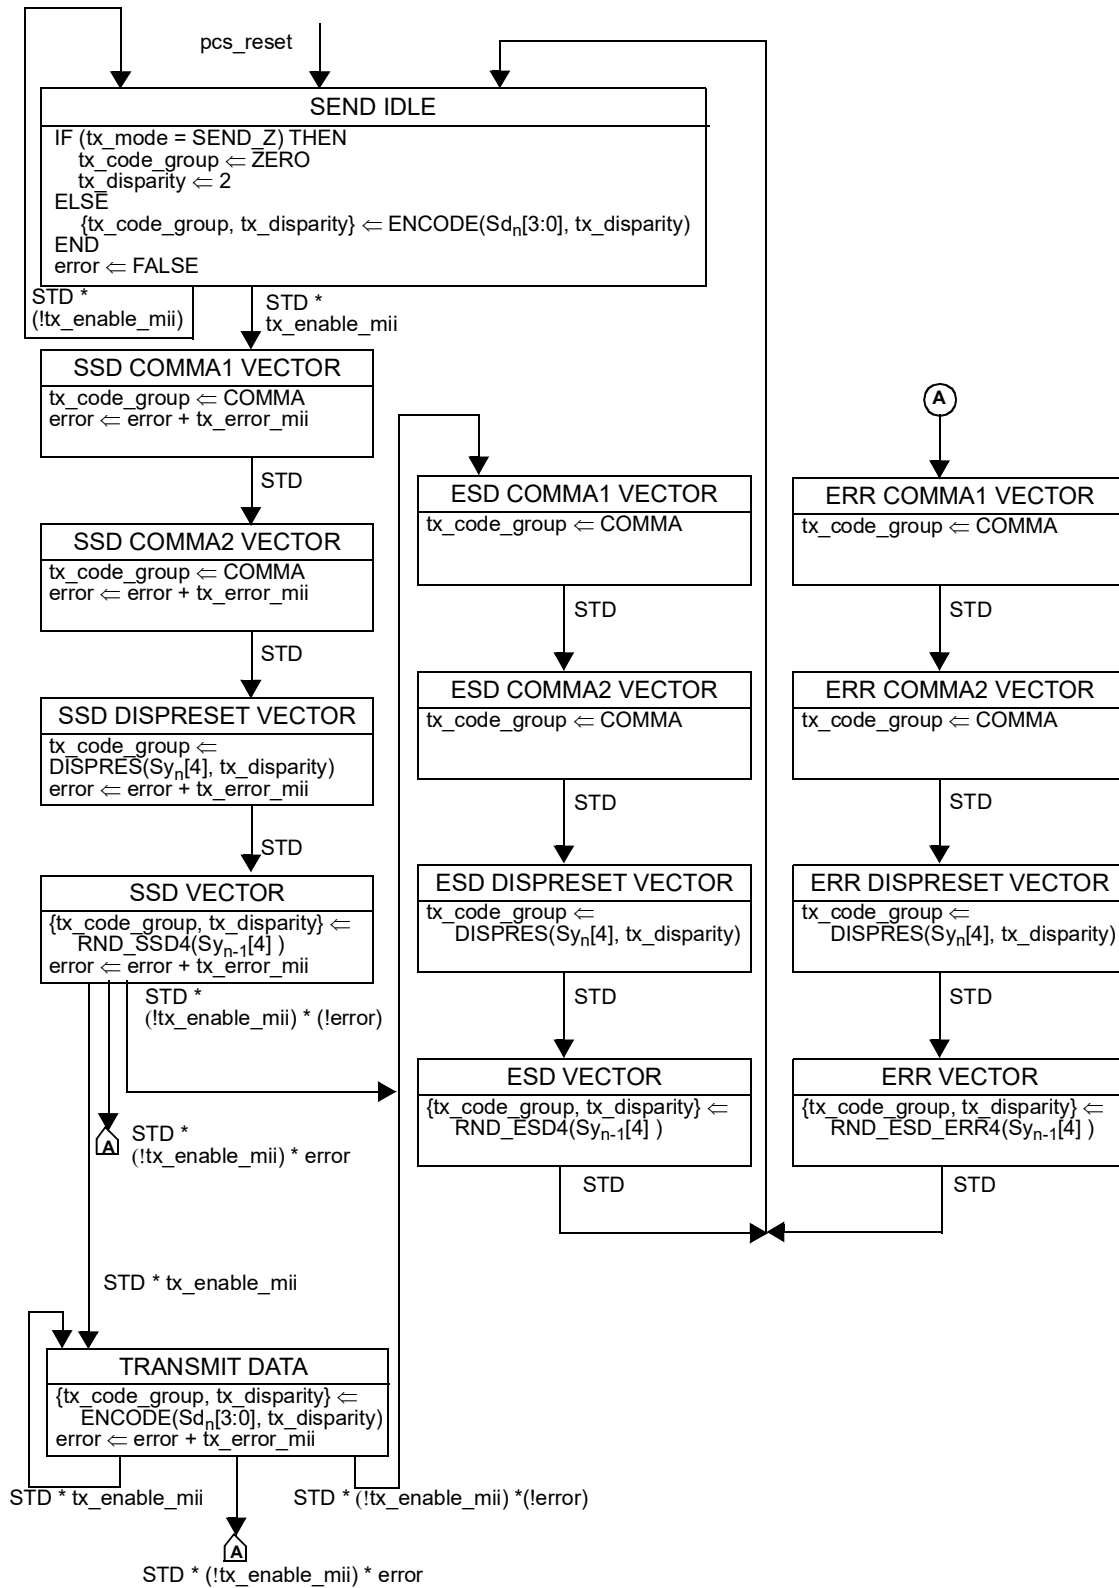 pcs_reset
SEND IDLE
IF (tx_mode = SEND_Z) THEN
tx_code_group ⇐ ZERO
tx_disparity ⇐ 2
ELSE
{tx_code_group, tx_disparity} ⇐ ENCODE(Sdn[3:0], tx_disparity)
END
error ⇐ FALSE
STD *
(!tx_enable_mii)
STD *
tx_enable_mii
SSD COMMA1 VECTOR
tx_code_group ⇐ COMMA
error ⇐ error + tx_error_mii
STD
SSD COMMA2 VECTOR
tx_code_group ⇐ COMMA
error ⇐ error + tx_error_mii
STD
SSD DISPRESET VECTOR
tx_code_group ⇐
DISPRES(Syn[4], tx_disparity)
error ⇐ error + tx_error_mii
STD
SSD VECTOR
{tx_code_group, tx_disparity} ⇐
RND_SSD4(Syn-1[4] )
error ⇐ error + tx_error_mii
STD *
(!tx_enable_mii) * (!error)
A
STD *
(!tx_enable_mii) * error
STD * tx_enable_mii
TRANSMIT DATA
{tx_code_group, tx_disparity} ⇐
ENCODE(Sdn[3:0], tx_disparity)
error ⇐ error + tx_error_mii
STD * tx_enable_mii
STD * (!tx_enable_mii) *(!error)
A
STD * (!tx_enable_mii) * error
ESD COMMA1 VECTOR
tx_code_group ⇐ COMMA
STD
ESD COMMA2 VECTOR
tx_code_group ⇐ COMMA
STD
ESD DISPRESET VECTOR
tx_code_group ⇐
DISPRES(Syn[4], tx_disparity)
STD
ESD VECTOR
{tx_code_group, tx_disparity} ⇐
RND_ESD4(Syn-1[4] )
STD
A
ERR COMMA1 VECTOR
tx_code_group ⇐ COMMA
STD
ERR COMMA2 VECTOR
tx_code_group ⇐ COMMA
STD
ERR DISPRESET VECTOR
tx_code_group ⇐
DISPRES(Syn[4], tx_disparity)
STD
ERR VECTOR
{tx_code_group, tx_disparity} ⇐
RND_ESD_ERR4(Syn-1[4] )
STD